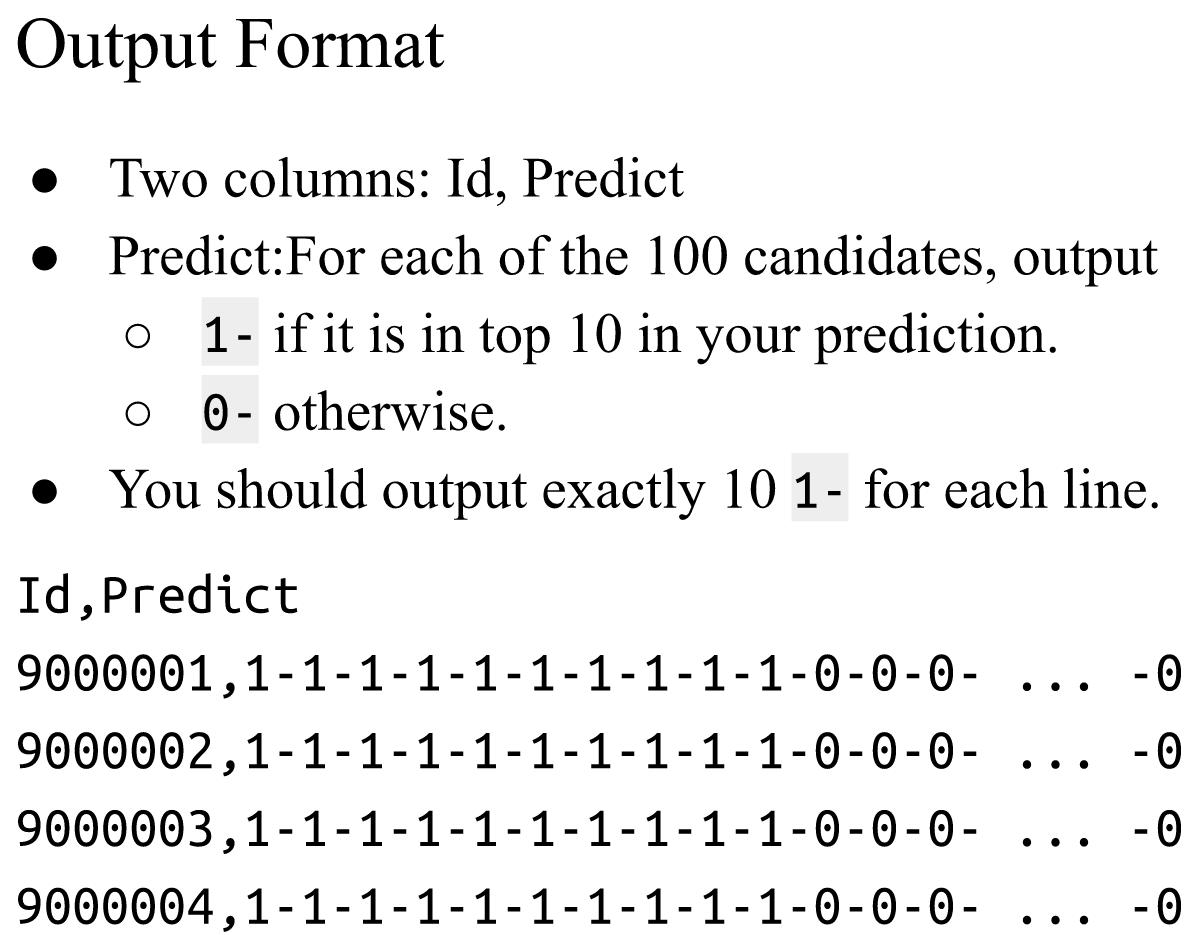 Output Format
● Two columns: Id, Predict
● Predict:For each of the 100 candidates, output
○ 1- if it is in top 10 in your prediction.
○ 0- otherwise.
● You should output exactly 10 1- for each line.
Id,Predict
9000001,1-1-1-1-1-1-1-1-1-1-0-0-0- ... -0
9000002,1-1-1-1-1-1-1-1-1-1-0-0-0- ... -0
9000003,1-1-1-1-1-1-1-1-1-1-0-0-0- ... -0
9000004,1-1-1-1-1-1-1-1-1-1-0-0-0- ... -0